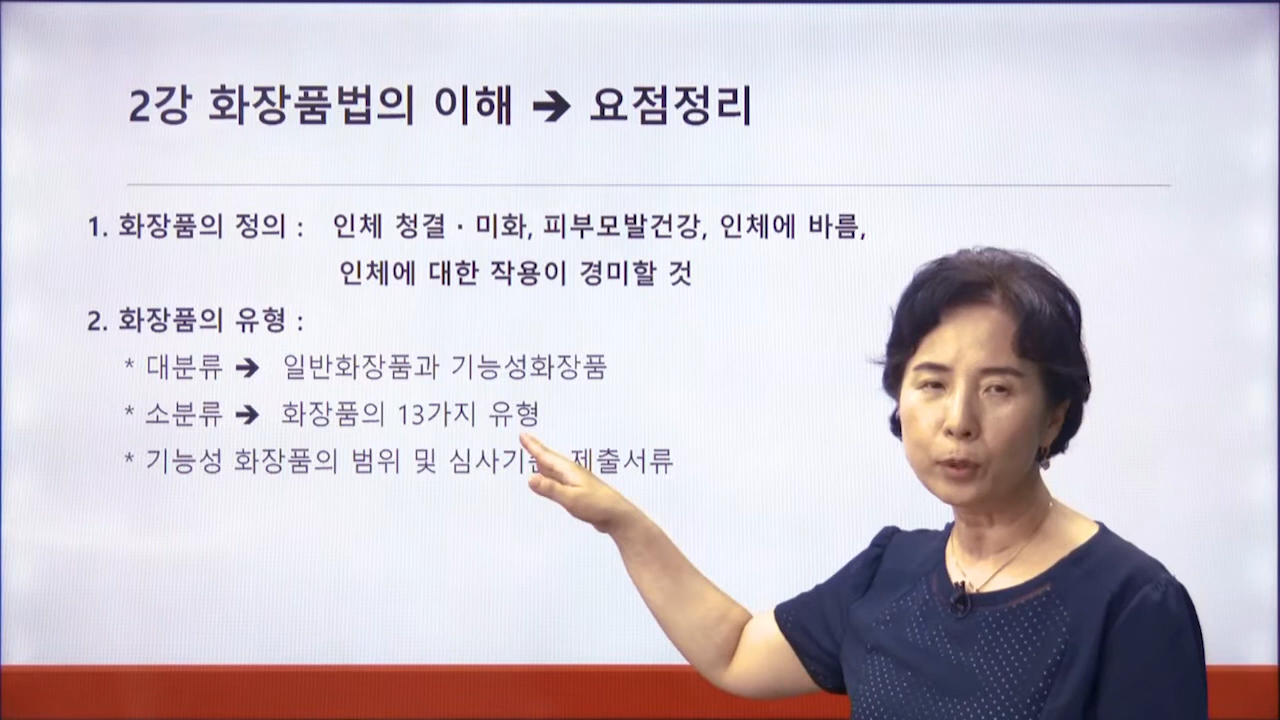 2강 화장품법의 이해 → 요점정리
1. 화장품의 정의 : 인체 청결 · 미화, 피부모발건강, 인체에 바름,
인체에 대한 작용이 경미할 것
2. 화장품의 유형 :
* 대분류 → 일반화장품과 기능성화장품
* 소분류 → 화장품의 13가지 유형
* 기능성 화장품의 범위 및 제출서류